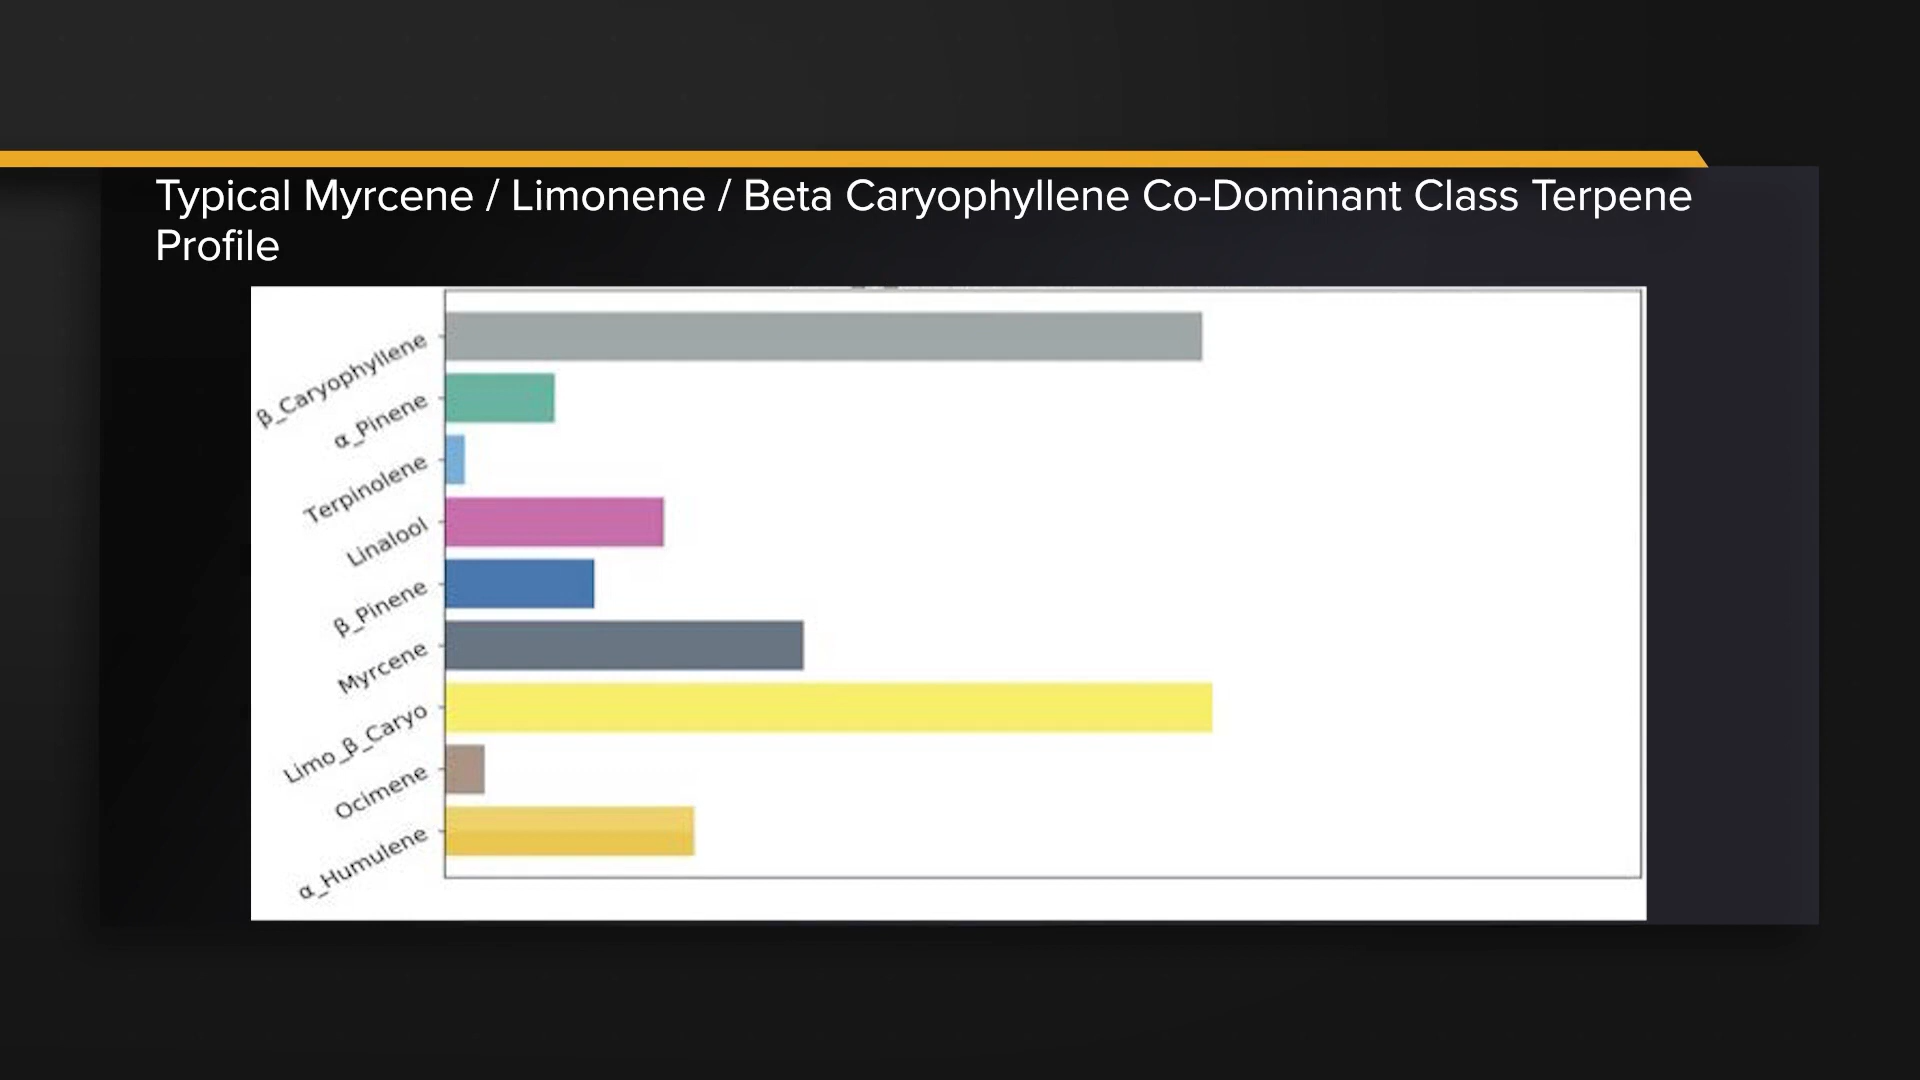 Typical Myrcene / Limonene / Beta Caryophyllene Co-Dominant Class Terpene
Profile
β_Caryophyllene
α_Pinene
Terpinolene
Linalool
β_Pinene
Myrcene
Limo_β_Caryo
Ocimene
α_Humulene